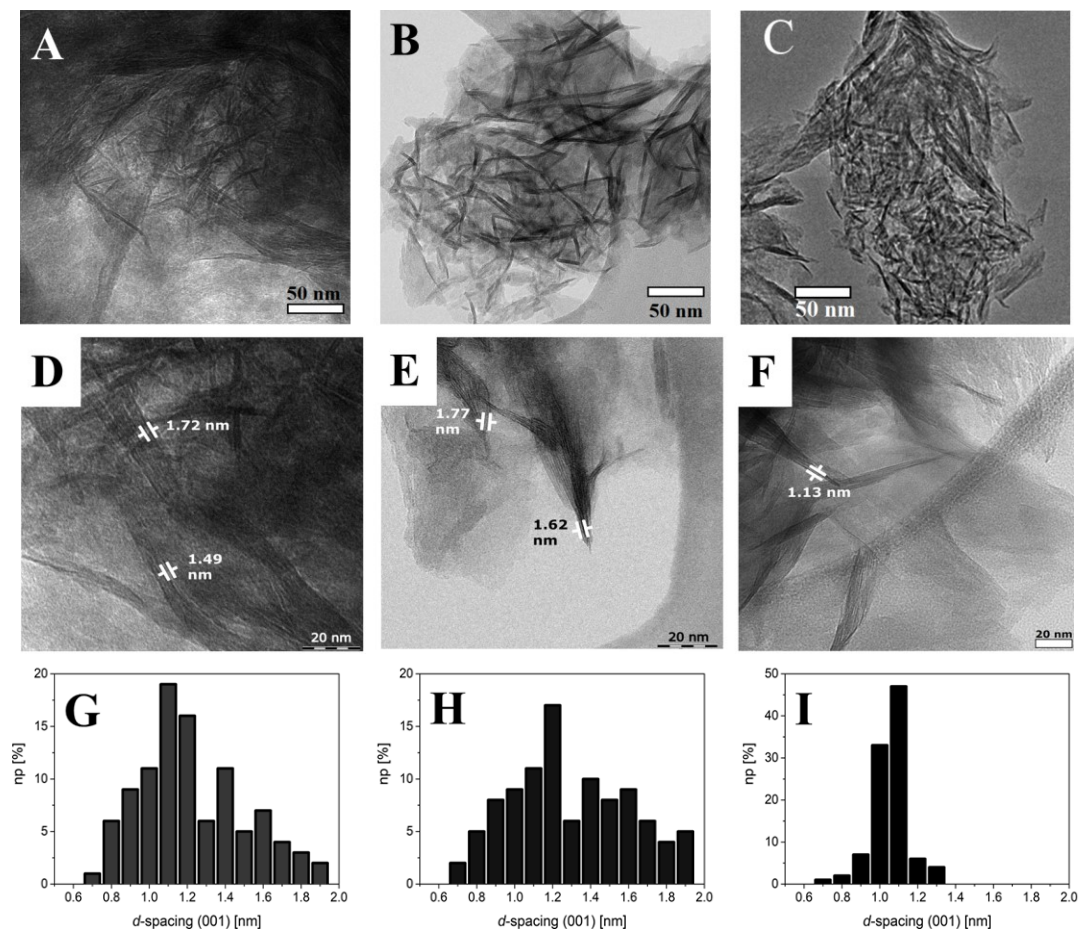 A
50 nm
B
50 nm
C
50 nm
D
1.72 nm
1.49
nm
20 nm
E
1.77
nm
1.62
nm
20 nm
F
1.13 nm
20 nm
G
20
15
10
5
0
np [%]
0.6 0.8 1.0 1.2 1.4 1.6 1.8 2.0
d-spacing (001) [nm]
H
20
15
10
5
0
np [%]
0.6 0.8 1.0 1.2 1.4 1.6 1.8 2.0
d-spacing (001) [nm]
I
50
40
30
20
10
0
np [%]
0.6 0.8 1.0 1.2 1.4 1.6 1.8 2.0
d-spacing (001) [nm]